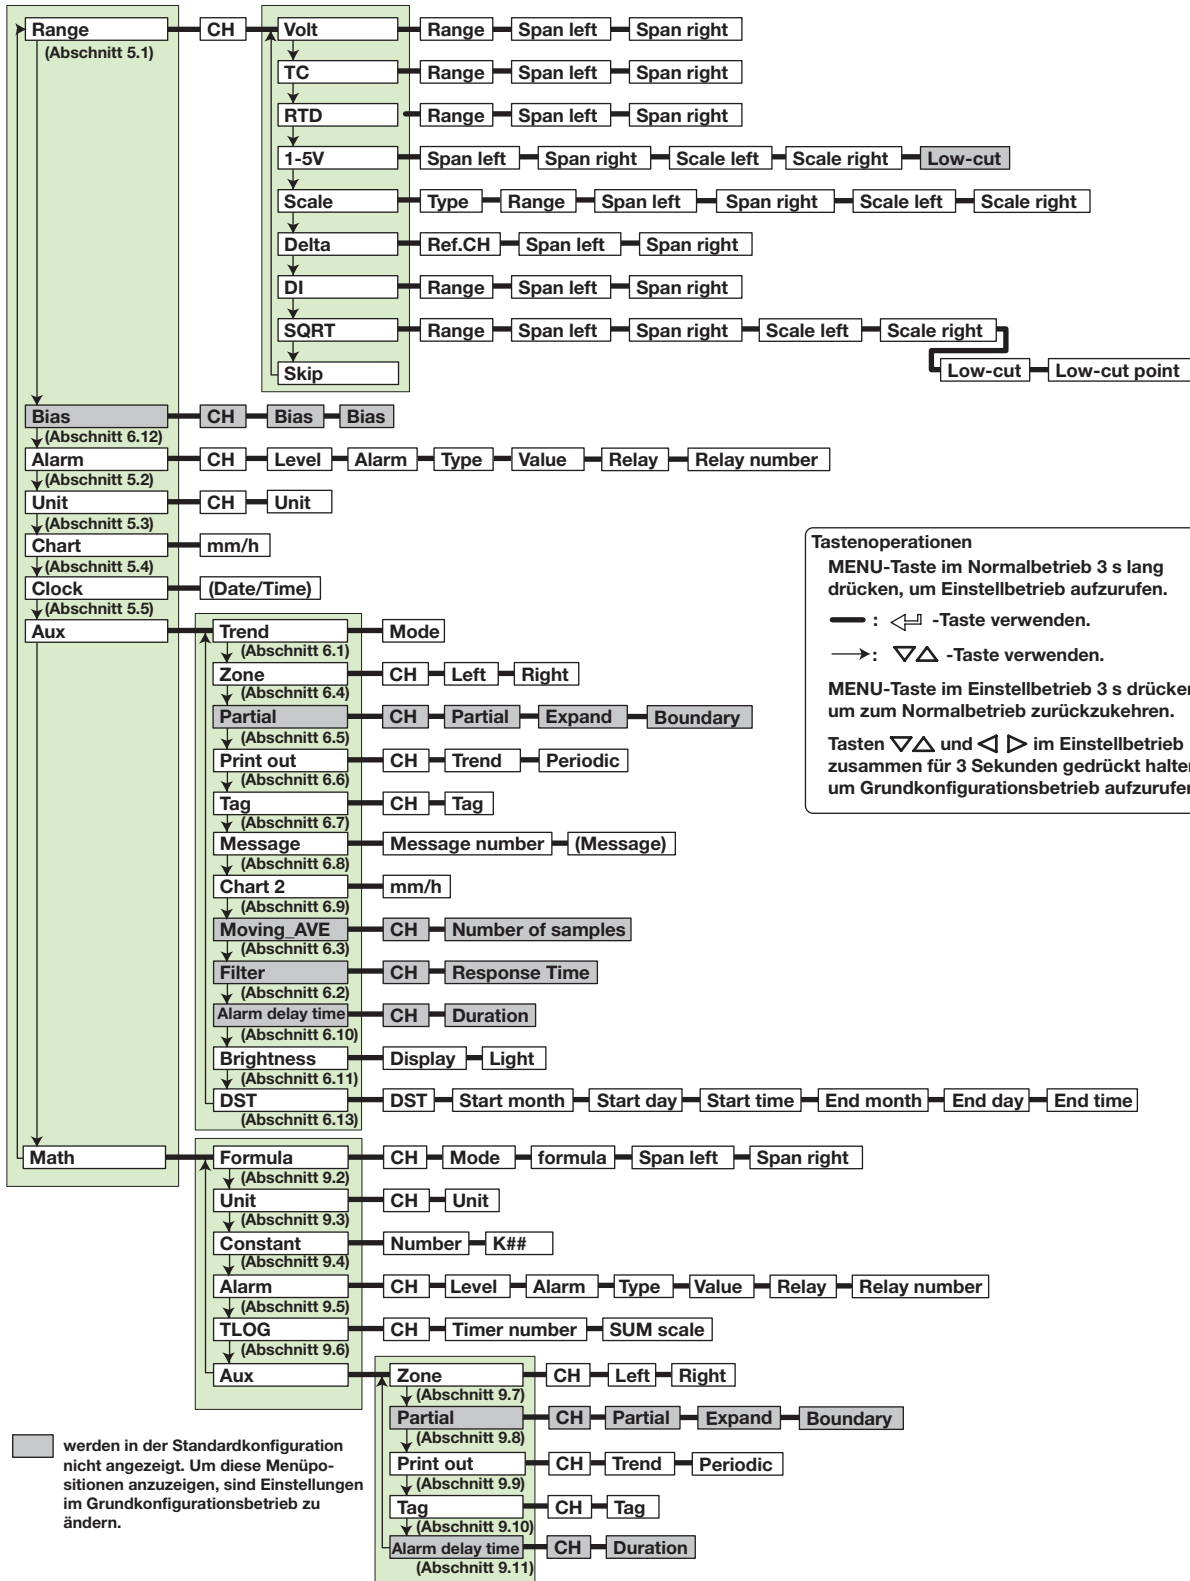 Range CH Volt Range Span left Span right
(Abschnitt 5.1)
TC Range Span left Span right
RTD Range Span left Span right
1-5V Span left Span right Scale left Scale right Low-cut
Scale Type Range Span left Span right Scale left Scale right
Delta Ref.CH Span left Span right
DI Range Span left Span right
SQRT Range Span left Span right Scale left Scale right
Skip Low-cut Low-cut point
Bias CH Bias Bias
(Abschnitt 6.12)
Alarm CH Level Alarm Type Value Relay Relay number
(Abschnitt 5.2)
Unit CH Unit
(Abschnitt 5.3)
Chart mm/h
(Abschnitt 5.4)
Clock (Date/Time)
(Abschnitt 5.5)
Aux Trend Mode
(Abschnitt 6.1)
Zone CH Left Right
(Abschnitt 6.4)
Partial CH Partial Expand Boundary
(Abschnitt 6.5)
Print out CH Trend Periodic
(Abschnitt 6.6)
Tag CH Tag
(Abschnitt 6.7)
Message Message number (Message)
(Abschnitt 6.8)
Chart 2 mm/h
(Abschnitt 6.9)
Moving_AVE CH Number of samples
(Abschnitt 6.3)
Filter CH Response Time
(Abschnitt 6.2)
Alarm delay time CH Duration
(Abschnitt 6.10)
Brightness Display Light
(Abschnitt 6.11)
DST DST Start month Start day Start time End month End day End time
(Abschnitt 6.13)
Tastenoperationen
MENU-Taste im Normalbetrieb 3 s lang
drücken, um Einstellbetrieb aufzurufen.
: -Taste verwenden.
: -Taste verwenden.
MENU-Taste im Einstellbetrieb 3 s drücken
um zum Normalbetrieb zurückzukehren.
Tasten und im Einstellbetrieb
zusammen für 3 Sekunden gedrückt halten
um Grundkonfigurationsbetrieb aufzurufen
Math Formula CH Mode formula Span left Span right
(Abschnitt 9.2)
Unit CH Unit
(Abschnitt 9.3)
Constant Number K##
(Abschnitt 9.4)
Alarm CH Level Alarm Type Value Relay Relay number
(Abschnitt 9.5)
TLOG CH Timer number SUM scale
(Abschnitt 9.6)
Aux Zone CH Left Right
(Abschnitt 9.7)
Partial CH Partial Expand Boundary
(Abschnitt 9.8)
Print out CH Trend Periodic
(Abschnitt 9.9)
Tag CH Tag
(Abschnitt 9.10)
Alarm delay time CH Duration
(Abschnitt 9.11)
werden in der Standardkonfiguration
nicht angezeigt. Um diese Menüpo-
sitionen anzuzeigen, sind Einstellungen
im Grundkonfigurationsbetrieb zu
ändern.